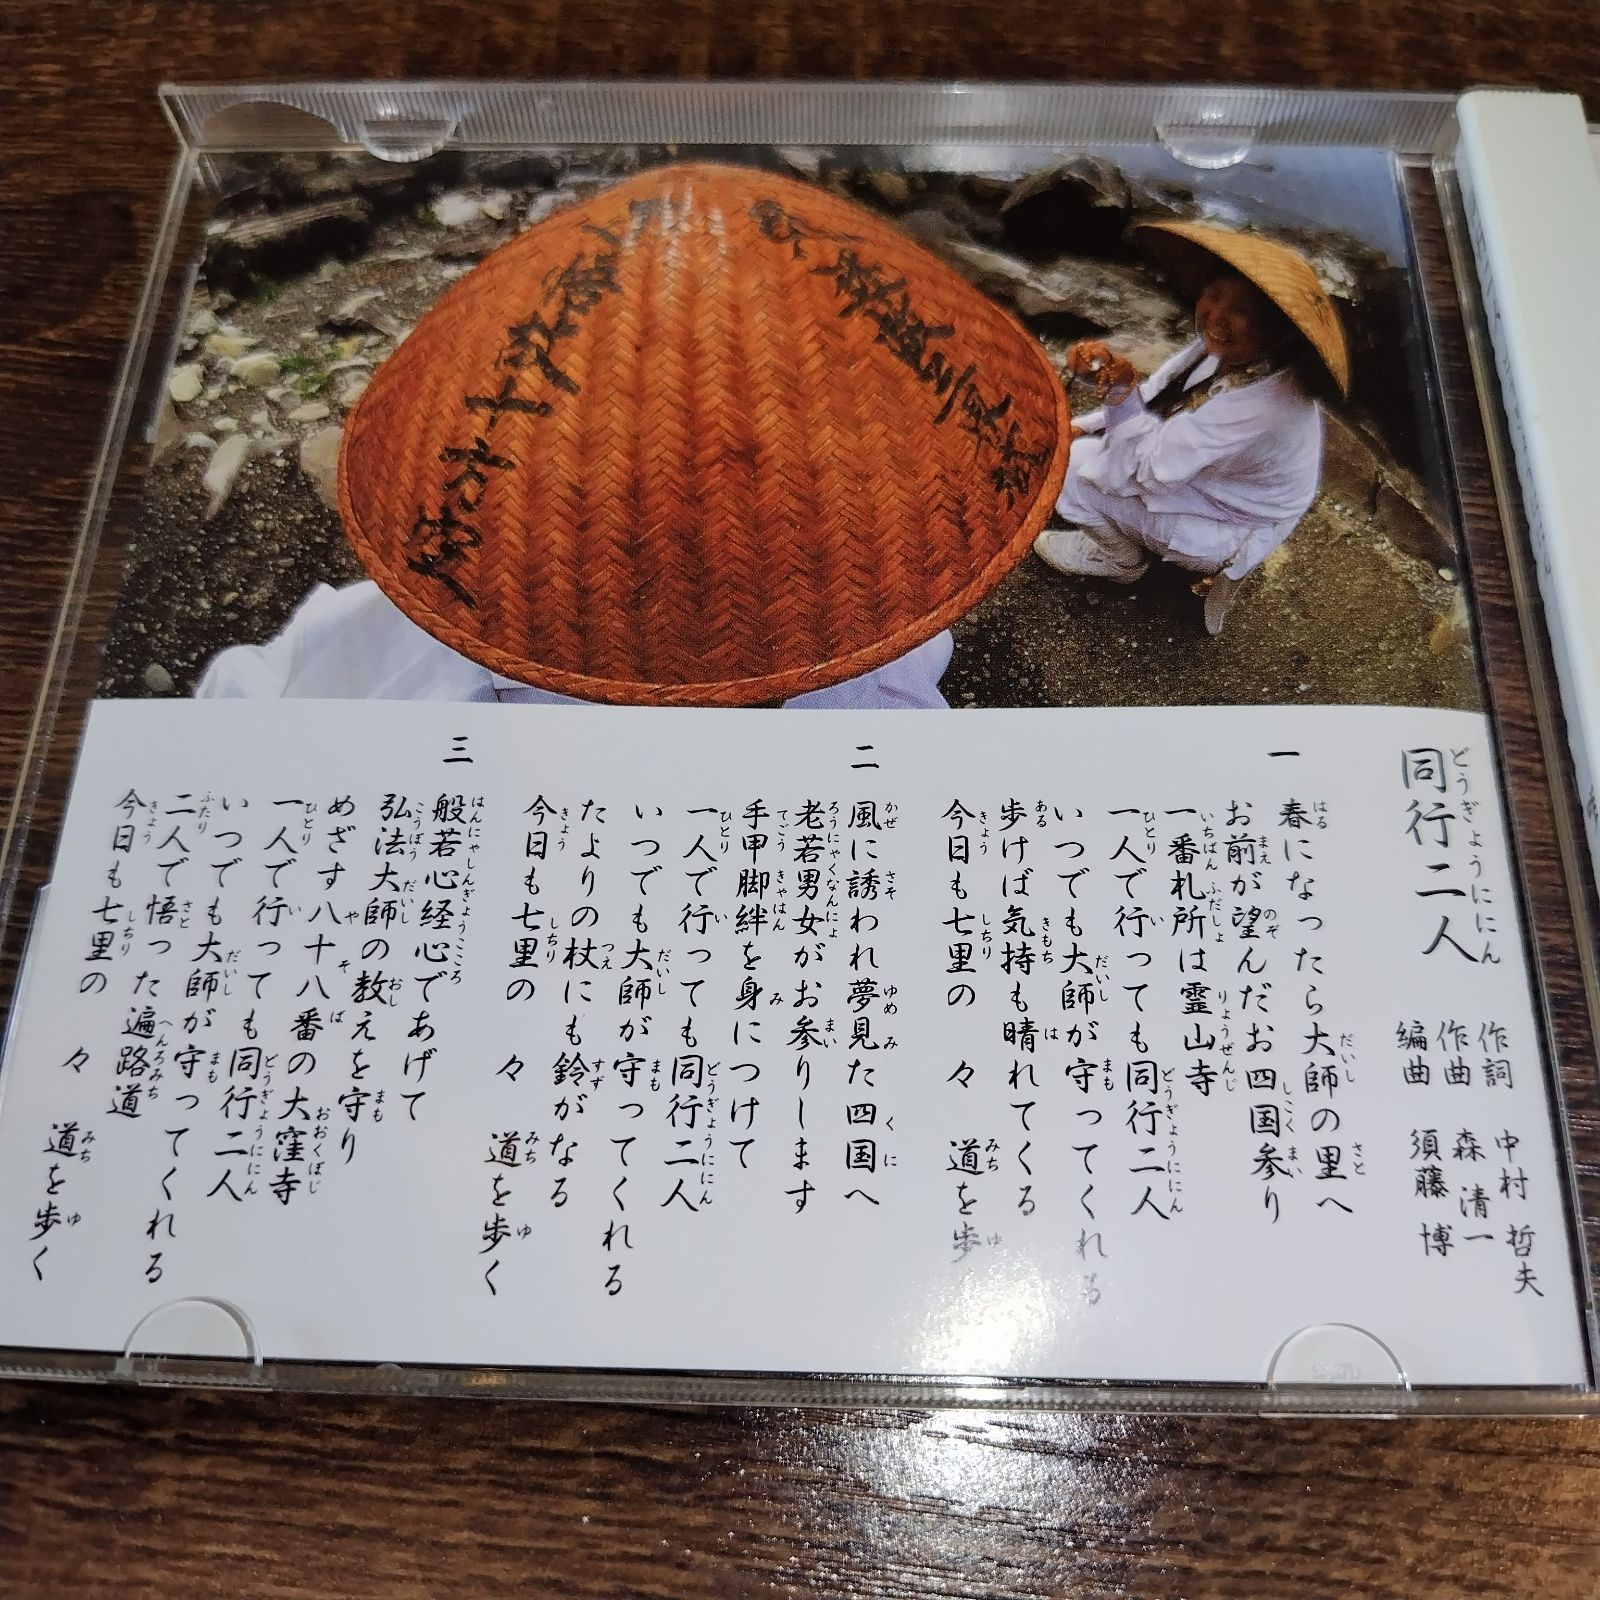 同行二人
どうぎょうににん
作詞 中村哲夫
作曲 森清一
編曲 須藤博
一
春になったら大師の里へ
お前が望んだお四国参り
一番札所は霊山寺
一人で行っても同行二人
いつでも大師が守ってくれる
歩けば気持も晴れてくる
今日も七里の々道を歩く
二
風に誘われ夢見た四国へ
老若男女がお参りします
手甲脚絆を身につけて
一人で行っても同行二人
いつでも大師が守ってくれる
たよりの杖にも鈴がなる
今日も七里の々道を歩く
三
般若心経心であげて
弘法大師の教えを守り
めざす八十八番の大窪寺
一人で行っても同行二人
いつでも大師が守ってくれる
二人で悟った遍路道
今日も七里の々道を歩く